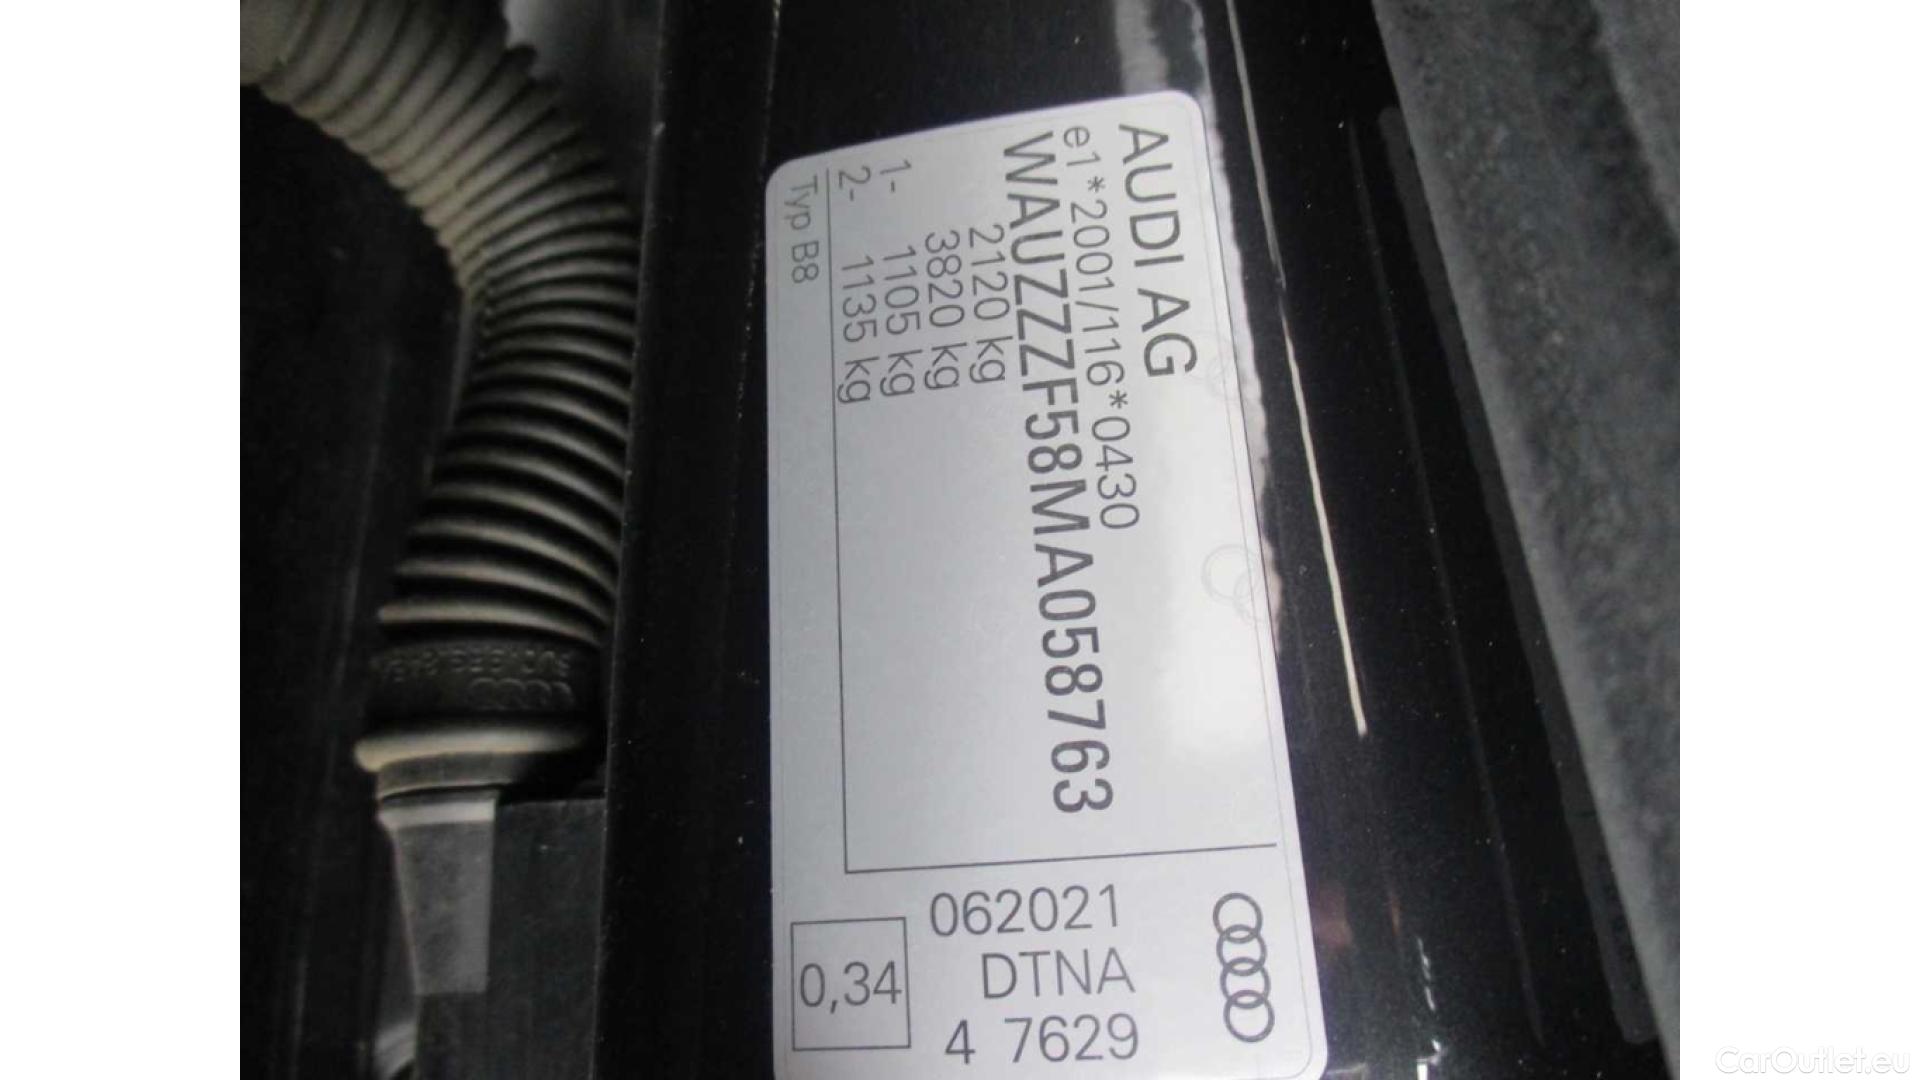 AUDI AG
e1*2001/116*0430
WAUZZZF58MA058763
2120 kg
3820 kg
1- 1105 kg
2- 1135 kg
Typ B8
062021
DTNA
4 7629
0,34
CarOutlet.eu